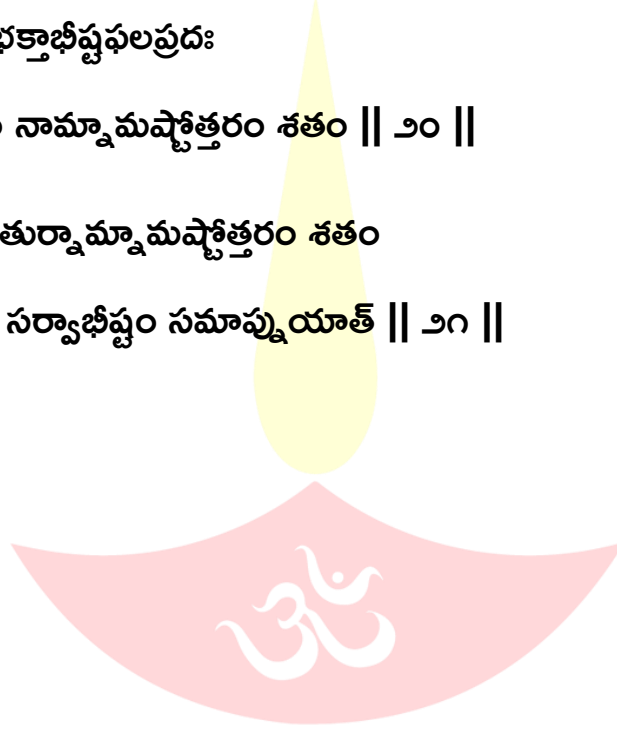 భక్తాభీష్టఫలప్రదః
నామ్నామష్టోత్తరం శతం || ౨౦ ||
తుర్నామ్నామష్టోత్తరం శతం
సర్వాభీష్టం సమాప్నుయాత్ || ౨౧ ||
ॐ